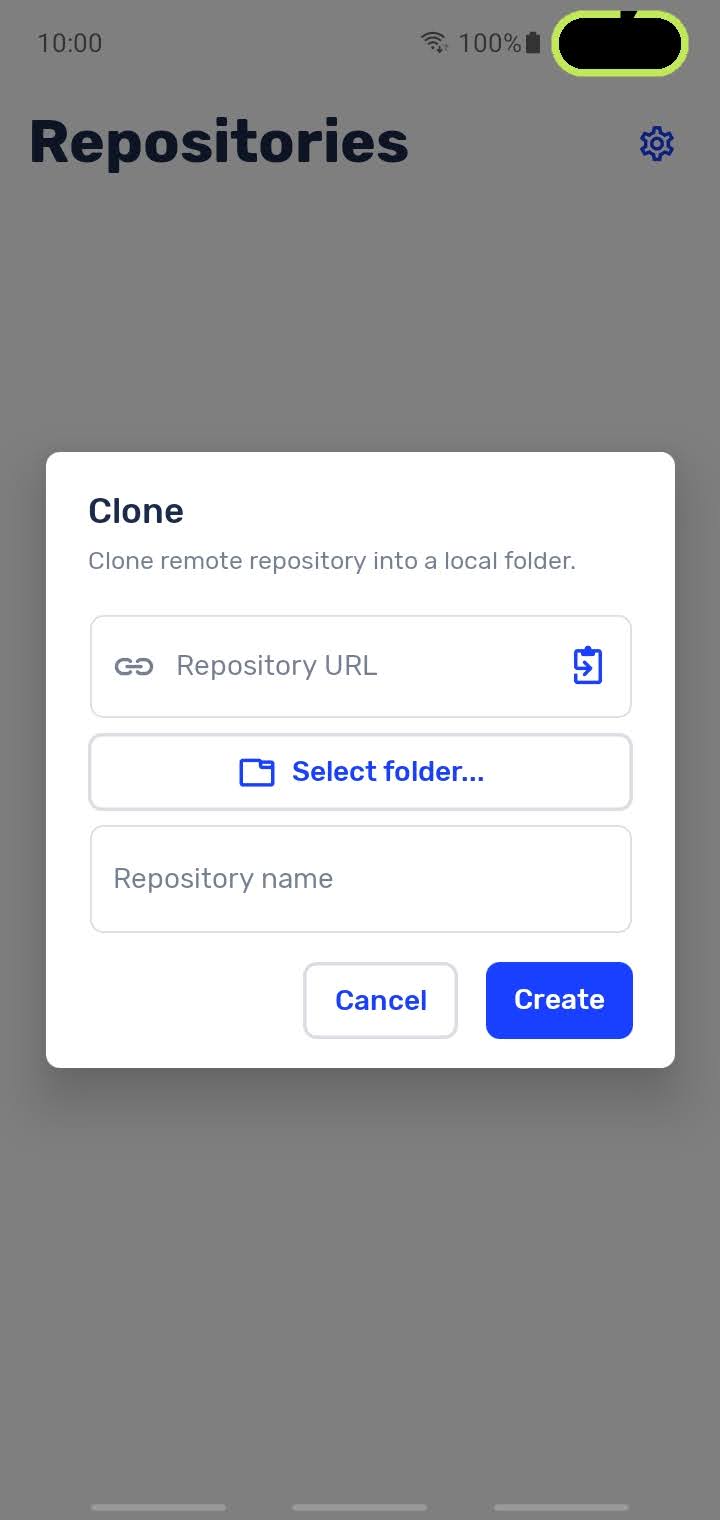 10:00 100%
Repositories
Clone
Clone remote repository into a local folder.
Repository URL
Select folder...
Repository name
Cancel Create